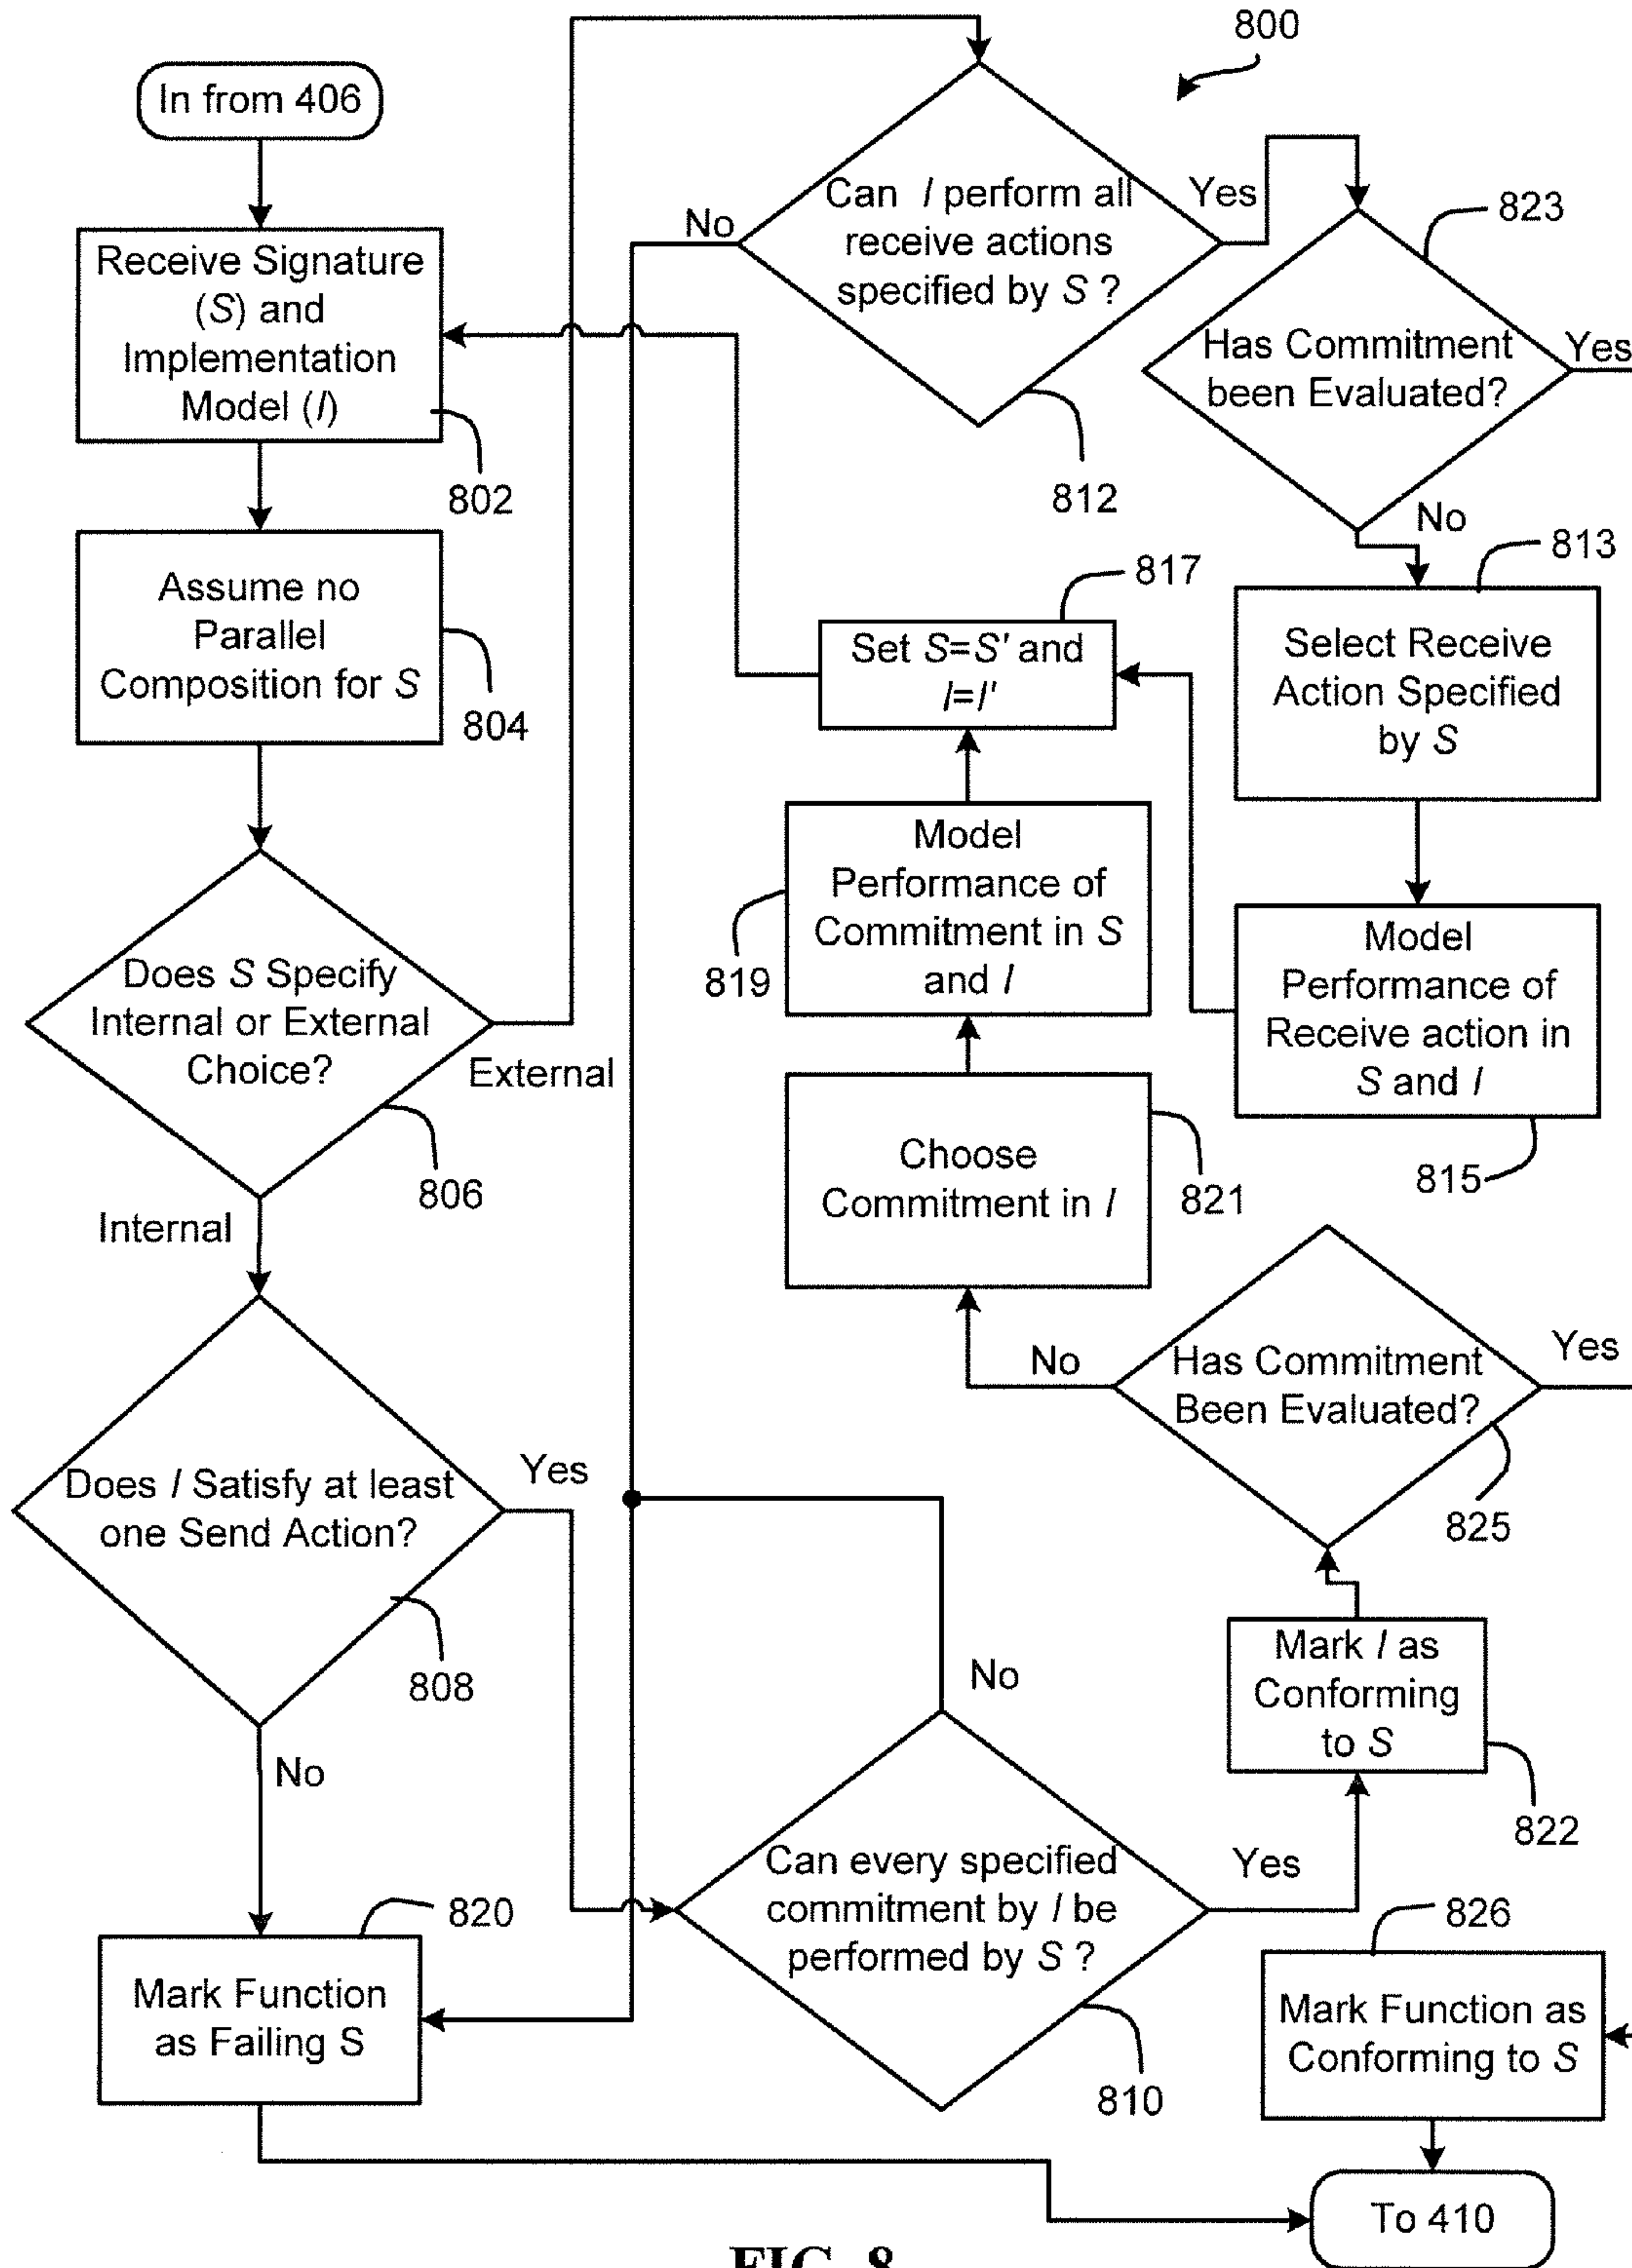 800
In from 406
Receive Signature
(S) and
Implementation
Model (I)
802
Assume no
Parallel
Composition for S
804
Does S Specify
Internal or External
Choice?
External
806
Internal
Does I Satisfy at least
one Send Action?
Yes
808
No
820
Mark Function
as Failing S
Can I perform all
receive actions
specified by S ?
No
Yes
812
823
Has Commitment
been Evaluated?
Yes
No
813
Select Receive
Action Specified
by S
817
Set S=S' and
I=I'
Model
Performance of
Commitment in S
and I
819
Model
Performance of
Receive action in
S and I
815
Choose
Commitment in I
821
Has Commitment
Been Evaluated?
No
Yes
825
Mark I as
Conforming
to S
822
No
Can every specified
commitment by I be
performed by S ?
Yes
810
826
Mark Function as
Conforming to S
To 410
FIG. 8